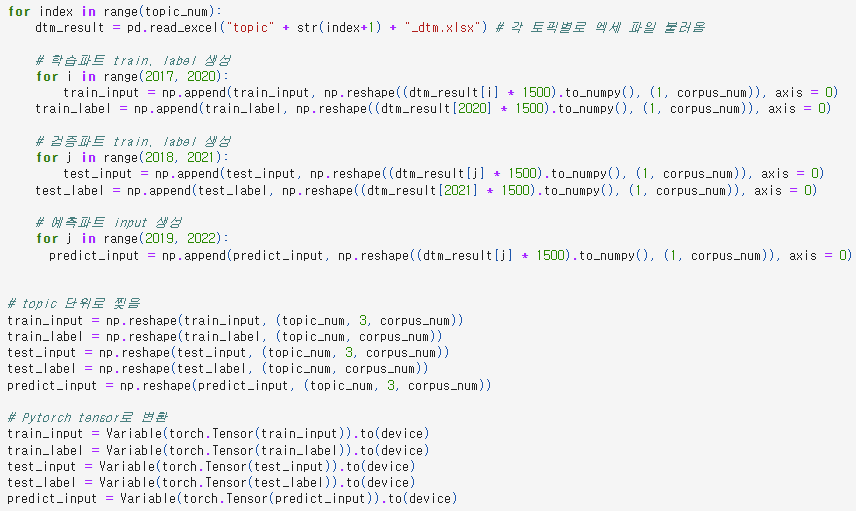 for index in range(topic_num):
    dtm_result = pd.read_excel("topic" + str(index+1) + "_dtm.xlsx") # 각 토픽별로 엑세 파일 불러옴

    # 학습파트 train, label 생성
    for i in range(2017, 2020):
        train_input = np.append(train_input, np.reshape((dtm_result[i] * 1500).to_numpy(), (1, corpus_num)), axis = 0)
    train_label = np.append(train_label, np.reshape((dtm_result[2020] * 1500).to_numpy(), (1, corpus_num)), axis = 0)

    # 검증파트 train, label 생성
    for j in range(2018, 2021):
        test_input = np.append(test_input, np.reshape((dtm_result[j] * 1500).to_numpy(), (1, corpus_num)), axis = 0)
    test_label = np.append(test_label, np.reshape((dtm_result[2021] * 1500).to_numpy(), (1, corpus_num)), axis = 0)

    # 예측파트 input 생성
    for j in range(2019, 2022):
      predict_input = np.append(predict_input, np.reshape((dtm_result[j] * 1500).to_numpy(), (1, corpus_num)), axis = 0)


# topic 단위로 찢음
train_input = np.reshape(train_input, (topic_num, 3, corpus_num))
train_label = np.reshape(train_label, (topic_num, corpus_num))
test_input = np.reshape(test_input, (topic_num, 3, corpus_num))
test_label = np.reshape(test_label, (topic_num, corpus_num))
predict_input = np.reshape(predict_input, (topic_num, 3, corpus_num))

# Pytorch tensor로 변환
train_input = Variable(torch.Tensor(train_input)).to(device)
train_label = Variable(torch.Tensor(train_label)).to(device)
test_input = Variable(torch.Tensor(test_input)).to(device)
test_label = Variable(torch.Tensor(test_label)).to(device)
predict_input = Variable(torch.Tensor(predict_input)).to(device)